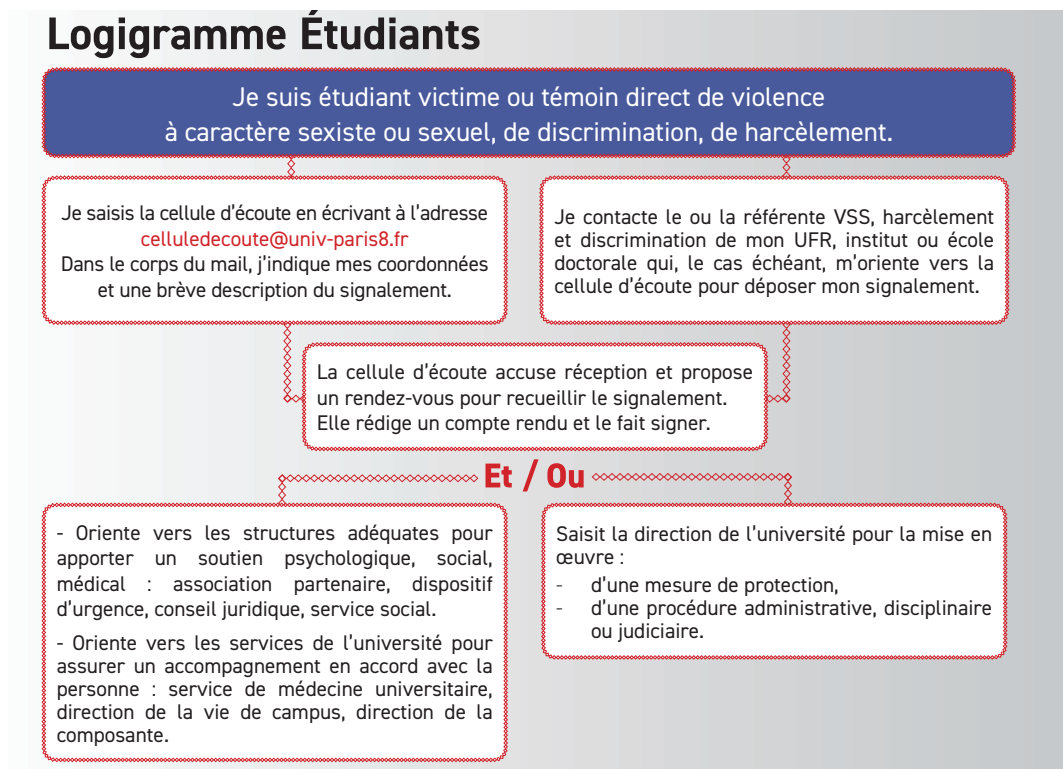 Logigramme Étudiants
Je suis étudiant victime ou témoin direct de violence
à caractère sexiste ou sexuel, de discrimination, de harcèlement.
Je saisis la cellule d'écoute en écrivant à l'adresse
celluledecoute@univ-paris8.fr
Dans le corps du mail, j'indique mes coordonnées
et une brève description du signalement.
Je contacte le ou la référente VSS, harcèlement
et discrimination de mon UFR, institut ou école
doctorale qui, le cas échéant, m'oriente vers la
cellule d'écoute pour déposer mon signalement.
La cellule d'écoute accuse réception et propose
un rendez-vous pour recueillir le signalement.
Elle rédige un compte rendu et le fait signer.
Et / Ou
- Oriente vers les structures adéquates pour
apporter un soutien psychologique, social,
médical : association partenaire, dispositif
d'urgence, conseil juridique, service social.
- Oriente vers les services de l'université pour
assurer un accompagnement en accord avec la
personne : service de médecine universitaire,
direction de la vie de campus, direction de la
composante.
Saisit la direction de l'université pour la mise en
œuvre :
- d'une mesure de protection,
- d'une procédure administrative, disciplinaire
ou judiciaire.